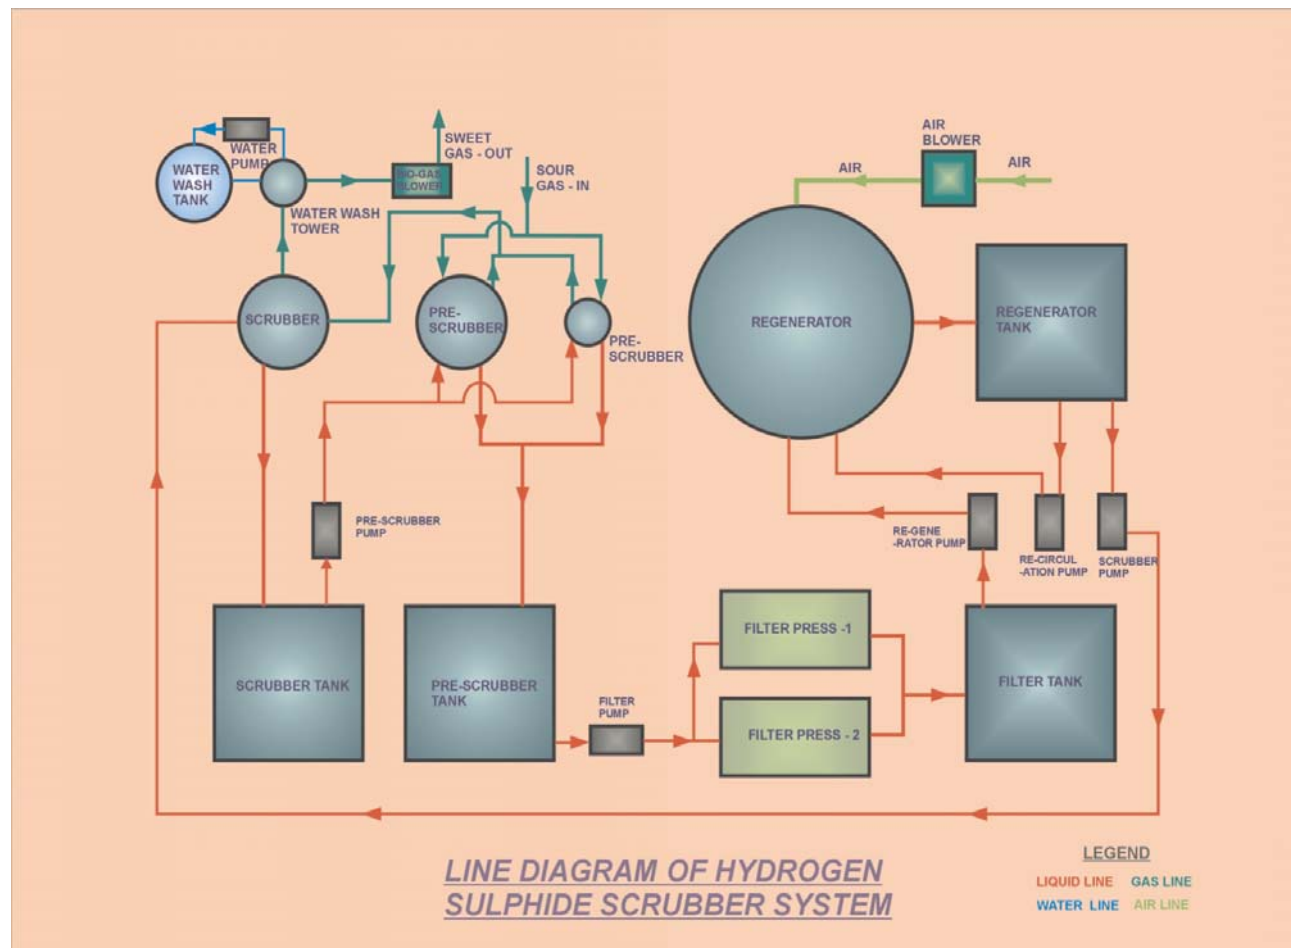 WATER
PUMP
WATER
WASH
TANK
WATER WASH
TOWER
BIO-GAS
BLOWER
SWEET
GAS - OUT
SOUR
GAS - IN
AIR
BLOWER
AIR
AIR
SCRUBBER
PRE-
SCRUBBER
PRE-
SCRUBBER
REGENERATOR
REGENERATOR
TANK
PRE-SCRUBBER
PUMP
RE-GENE
-RATOR PUMP
RE-CIRCUL
-ATION PUMP
SCRUBBER
PUMP
SCRUBBER TANK
PRE-SCRUBBER
TANK
FILTER
PUMP
FILTER PRESS -1
FILTER PRESS - 2
FILTER TANK
LINE DIAGRAM OF HYDROGEN
SULPHIDE SCRUBBER SYSTEM
LEGEND
LIQUID LINE GAS LINE
WATER LINE AIR LINE